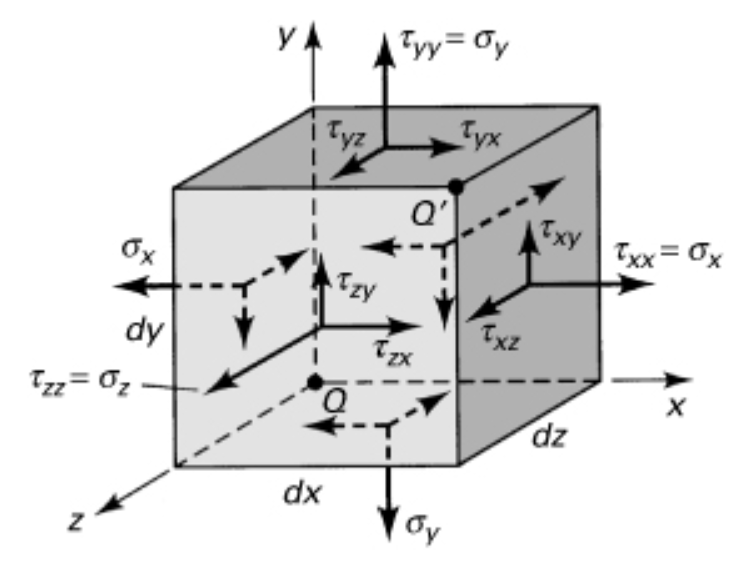 y
τyy = σy
τyz
τyx
Q′
σx
τxy
τxx = σx
τzy
dy
τxz
τzx
τzz = σz
Q
x
dz
dx
z
σy